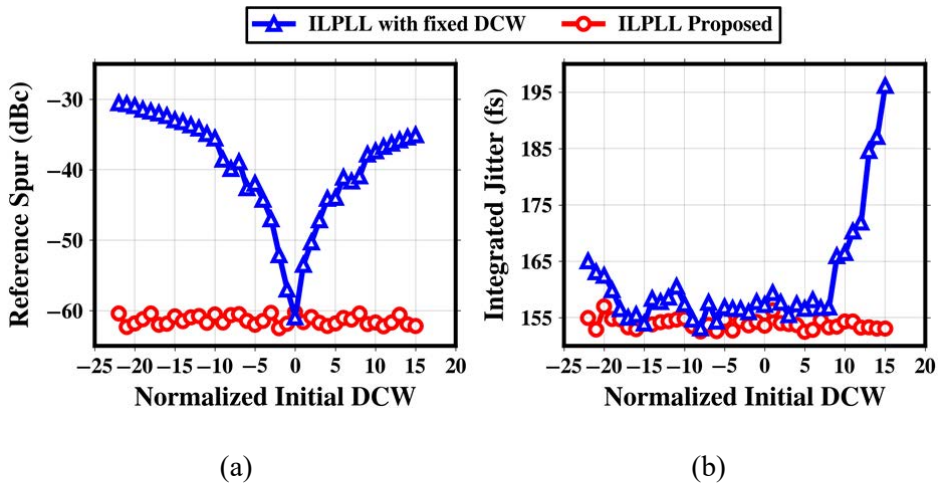 ILPLL with fixed DCW ILPLL Proposed
Reference Spur (dBc)
−30
−40
−50
−60
−25 −20 −15 −10 −5 0 5 10 15 20
Normalized Initial DCW
(a)
Integrated Jitter (fs)
195
185
175
165
155
−25 −20 −15 −10 −5 0 5 10 15 20
Normalized Initial DCW
(b)